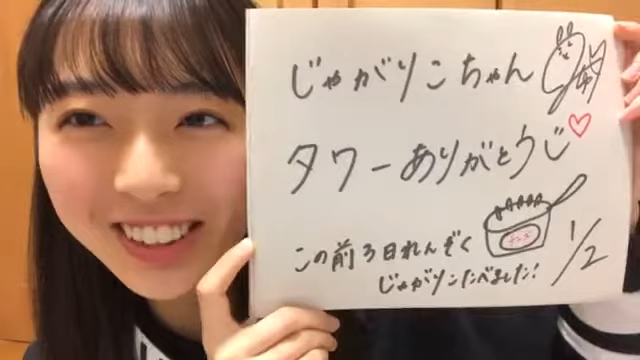 じゃがりこちゃん
タワーありがとうじ♡
この前3日れんぞく
じゃがりこたべました!
チーズ
1/2